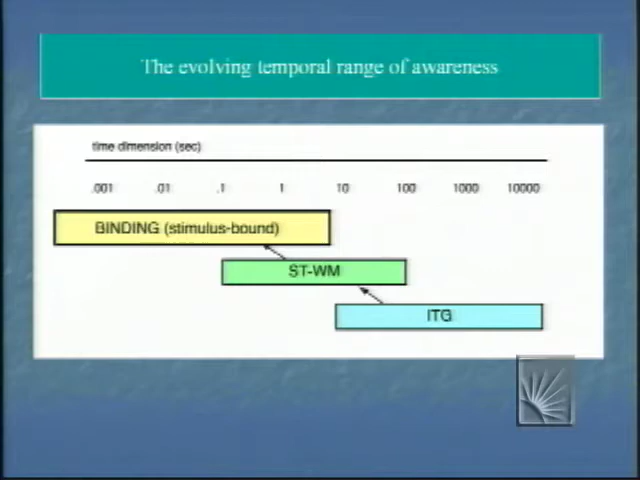 The evolving temporal range of awareness
time dimension (sec)
.001 .01 .1 1 10 100 1000 10000
BINDING (stimulus-bound)
ST-WM
ITG